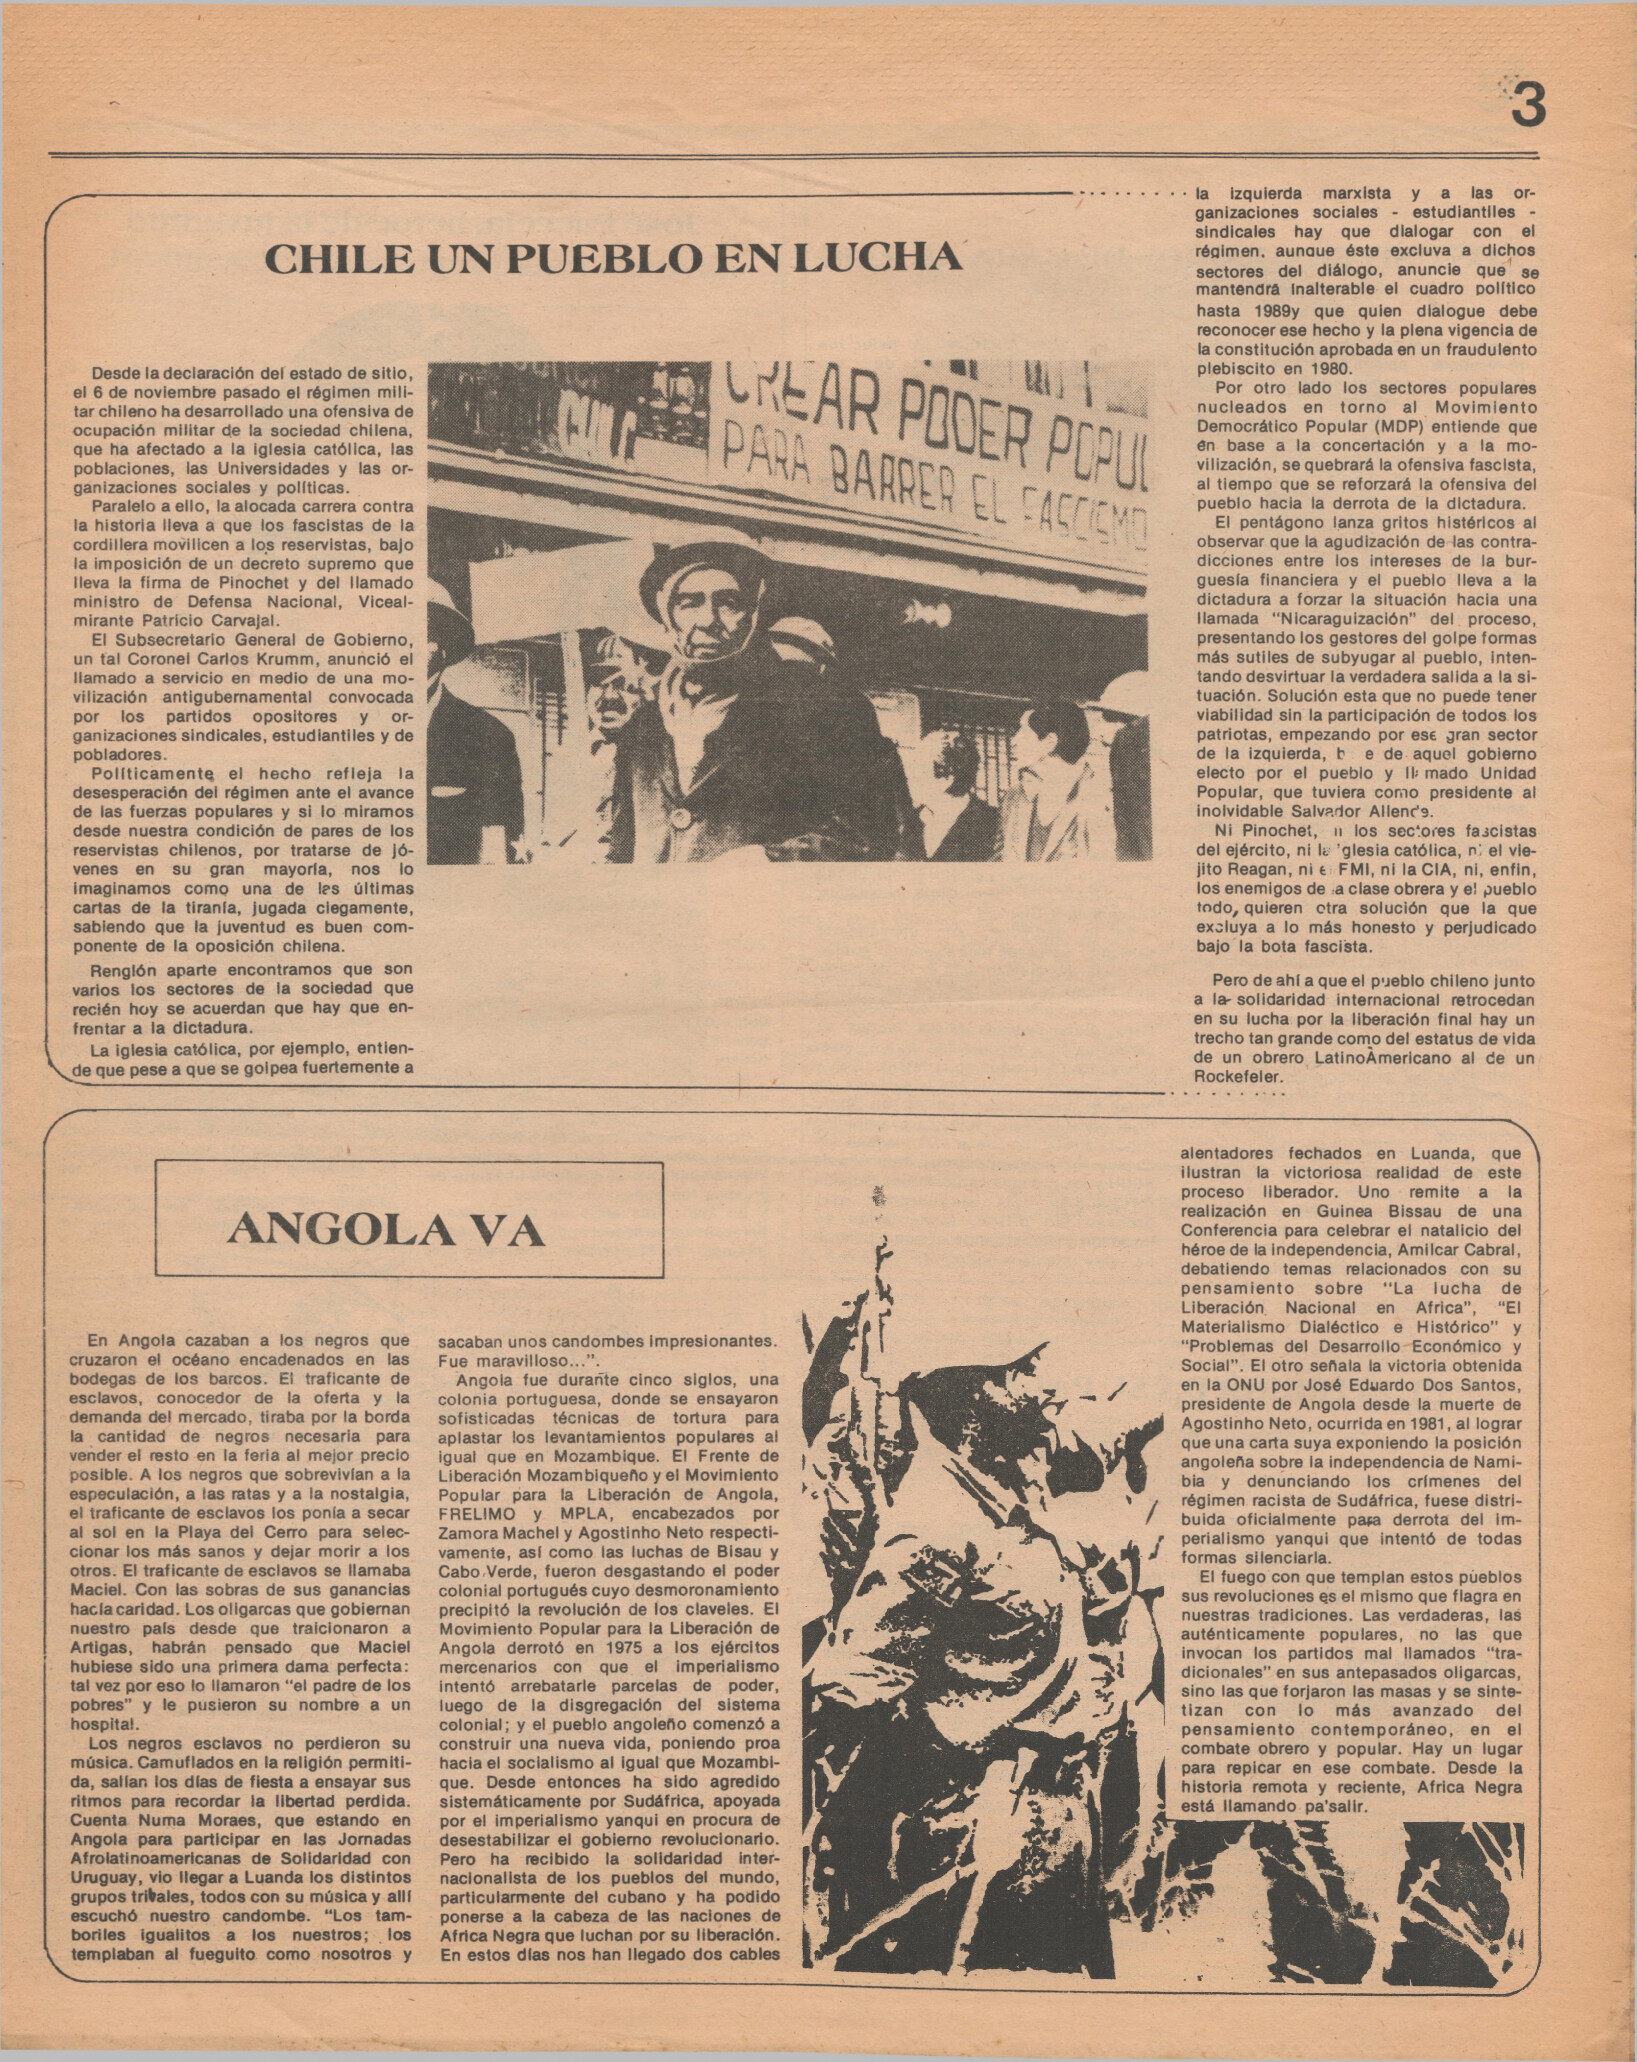 3
CHILE UN PUEBLO EN LUCHA
Desde la declaración del estado de sitio,
el 6 de noviembre pasado el régimen mili-
tar chileno ha desarrollado una ofensiva de
ocupación militar de la sociedad chilena,
que ha afectado a la iglesia católica, las
poblaciones, las Universidades y las or-
ganizaciones sociales y políticas.
Paralelo a ello, la alocada carrera contra
la historia lleva a que los fascistas de la
cordillera movilicen a los reservistas, bajo
la imposición de un decreto supremo que
lleva la firma de Pinochet y del llamado
ministro de Defensa Nacional, Viceal-
mirante Patricio Carvajal.
El Subsecretario General de Gobierno,
un tal Coronel Carlos Krumm, anunció el
llamado a servicio en medio de una mo-
vilización antigubernamental convocada
por los partidos opositores y or-
ganizaciones sindicales, estudiantiles y de
pobladores.
Políticamente el hecho refleja la
desesperación del régimen ante el avance
de las fuerzas populares y si lo miramos
desde nuestra condición de pares de los
reservistas chilenos, por tratarse de jó-
venes en su gran mayoría, nos lo
imaginamos como una de las últimas
cartas de la tiranía, jugada ciegamente,
sabiendo que la juventud es buen com-
ponente de la oposición chilena.
Renglón aparte encontramos que son
varios los sectores de la sociedad que
recién hoy se acuerdan que hay que en-
frentar a la dictadura.
La iglesia católica, por ejemplo, entien-
de que pese a que se golpea fuertemente a
CREAR PODER POPUL
PARA BARRER EL FASCISMO
la izquierda marxista y a las or-
ganizaciones sociales - estudiantiles -
sindicales hay que dialogar con el
régimen, aunque éste excluya a dichos
sectores del diálogo, anuncie que se
mantendrá inalterable el cuadro político
hasta 1989y que quien dialogue debe
reconocer ese hecho y la plena vigencia de
la constitución aprobada en un fraudulento
plebiscito en 1980.
Por otro lado los sectores populares
nucleados en torno al Movimiento
Democrático Popular (MDP) entiende que
en base a la concertación y a la mo-
vilización, se quebrará la ofensiva fascista,
al tiempo que se reforzará la ofensiva del
pueblo hacia la derrota de la dictadura.
El pentágono lanza gritos histéricos al
observar que la agudización de las contra-
dicciones entre los intereses de la bur-
guesía financiera y el pueblo lleva a la
dictadura a forzar la situación hacia una
llamada "Nicaraguización" del proceso,
presentando los gestores del golpe formas
más sutiles de subyugar al pueblo, inten-
tando desvirtuar la verdadera salida a la si-
tuación. Solución esta que no puede tener
viabilidad sin la participación de todos los
patriotas, empezando por ese gran sector
de la izquierda, de aquel gobierno
electo por el pueblo y llamado Unidad
Popular, que tuviera como presidente al
inolvidable Salvador Allende.
Ni Pinochet, ni los sectores fascistas
del ejército, ni la iglesia católica, ni el vie-
jito Reagan, ni el FMI, ni la CIA, ni, enfin,
los enemigos de la clase obrera y el pueblo
todo, quieren otra solución que la que
excluya a lo más honesto y perjudicado
bajo la bota fascista.
Pero de ahí a que el pueblo chileno junto
a la solidaridad internacional retrocedan
en su lucha por la liberación final hay un
trecho tan grande como del estatus de vida
de un obrero LatinoAmericano al de un
Rockefeler.
ANGOLA VA
En Angola cazaban a los negros que
cruzaron el océano encadenados en las
bodegas de los barcos. El traficante de
esclavos, conocedor de la oferta y la
demanda del mercado, tiraba por la borda
la cantidad de negros necesaria para
vender el resto en la feria al mejor precio
posible. A los negros que sobrevivían a la
especulación, a las ratas y a la nostalgia,
el traficante de esclavos los ponía a secar
al sol en la Playa del Cerro para selec-
cionar los más sanos y dejar morir a los
otros. El traficante de esclavos se llamaba
Maciel. Con las sobras de sus ganancias
hacía caridad. Los oligarcas que gobiernan
nuestro país desde que traicionaron a
Artigas, habrán pensado que Maciel
hubiese sido una primera dama perfecta:
tal vez por eso lo llamaron "el padre de los
pobres" y le pusieron su nombre a un
hospital.
Los negros esclavos no perdieron su
música. Camuflados en la religión permiti-
da, salían los días de fiesta a ensayar sus
ritmos para recordar la libertad perdida.
Cuenta Numa Moraes, que estando en
Angola para participar en las Jornadas
Afrolatinoamericanas de Solidaridad con
Uruguay, vio llegar a Luanda los distintos
grupos tribales, todos con su música y allí
escuchó nuestro candombe. "Los tam-
boriles igualitos a los nuestros; los
templaban al fueguito como nosotros y
sacaban unos candombes impresionantes.
Fue maravilloso...".
Angola fue durante cinco siglos, una
colonia portuguesa, donde se ensayaron
sofisticadas técnicas de tortura para
aplastar los levantamientos populares al
igual que en Mozambique. El Frente de
Liberación Mozambiqueño y el Movimiento
Popular para la Liberación de Angola,
FRELIMO y MPLA, encabezados por
Zamora Machel y Agostinho Neto respecti-
vamente, así como las luchas de Bisau y
Cabo Verde, fueron desgastando el poder
colonial portugués cuyo desmoronamiento
precipitó la revolución de los claveles. El
Movimiento Popular para la Liberación de
Angola derrotó en 1975 a los ejércitos
mercenarios con que el imperialismo
intentó arrebatarle parcelas de poder,
luego de la disgregación del sistema
colonial; y el pueblo angoleño comenzó a
construir una nueva vida, poniendo proa
hacia el socialismo al igual que Mozambi-
que. Desde entonces ha sido agredido
sistemáticamente por Sudáfrica, apoyada
por el imperialismo yanqui en procura de
desestabilizar el gobierno revolucionario.
Pero ha recibido la solidaridad inter-
nacionalista de los pueblos del mundo,
particularmente del cubano y ha podido
ponerse a la cabeza de las naciones de
Africa Negra que luchan por su liberación.
En estos días nos han llegado dos cables
alentadores fechados en Luanda, que
ilustran la victoriosa realidad de este
proceso liberador. Uno remite a la
realización en Guinea Bissau de una
Conferencia para celebrar el natalicio del
héroe de la independencia, Amilcar Cabral,
debatiendo temas relacionados con su
pensamiento sobre "La lucha de
Liberación Nacional en Africa", "El
Materialismo Dialéctico e Histórico" y
"Problemas del Desarrollo Económico y
Social". El otro señala la victoria obtenida
en la ONU por José Eduardo Dos Santos,
presidente de Angola desde la muerte de
Agostinho Neto, ocurrida en 1981, al lograr
que una carta suya exponiendo la posición
angoleña sobre la independencia de Nami-
bia y denunciando los crímenes del
régimen racista de Sudáfrica, fuese distri-
buida oficialmente para derrota del im-
perialismo yanqui que intentó de todas
formas silenciarla.
El fuego con que templan estos pueblos
sus revoluciones es el mismo que flagra en
nuestras tradiciones. Las verdaderas, las
auténticamente populares, no las que
invocan los partidos mal llamados "tra-
dicionales" en sus antepasados oligarcas,
sino las que forjaron las masas y se sinte-
tizan con lo más avanzado del
pensamiento contemporáneo, en el
combate obrero y popular. Hay un lugar
para repicar en ese combate. Desde la
historia remota y reciente, Africa Negra
está llamando pa'salir.